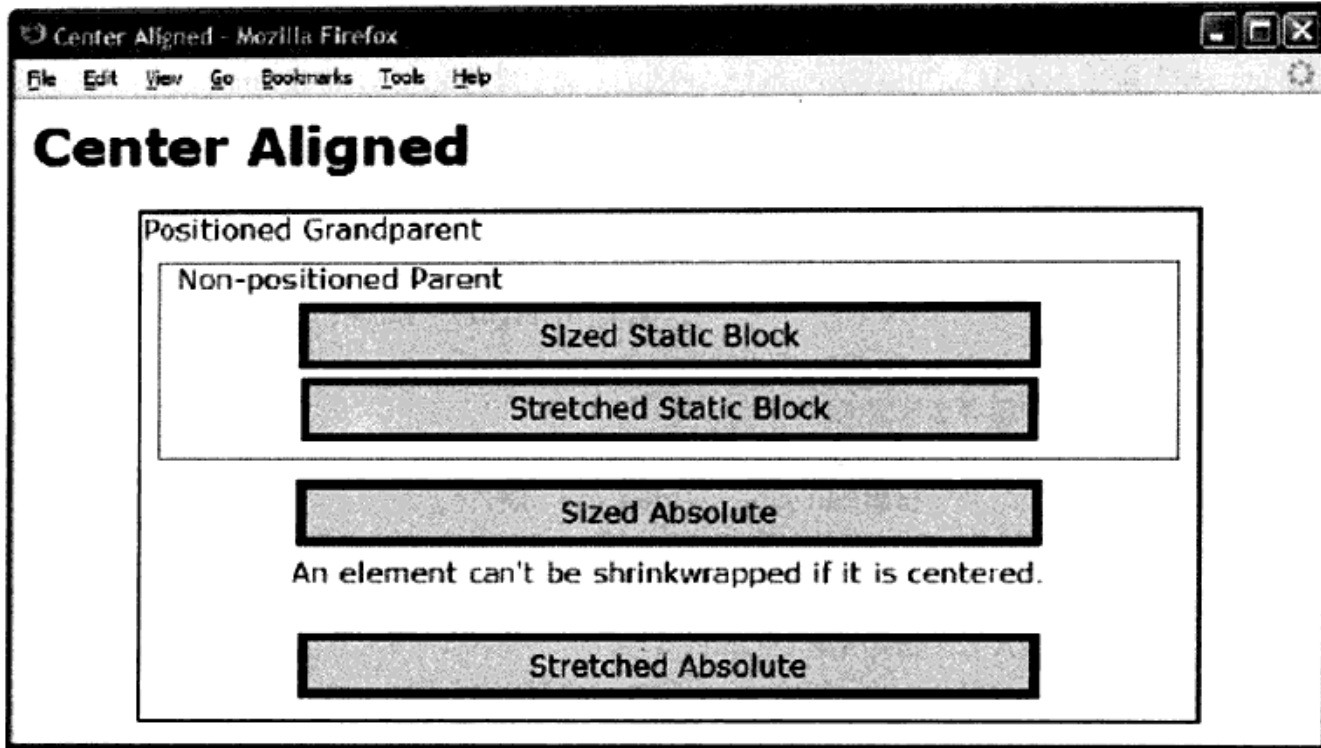 Center Aligned - Mozilla Firefox
File Edit View Go Bookmarks Tools Help
Center Aligned
Positioned Grandparent
Non-positioned Parent
Sized Static Block
Stretched Static Block
Sized Absolute
An element can't be shrinkwrapped if it is centered.
Stretched Absolute